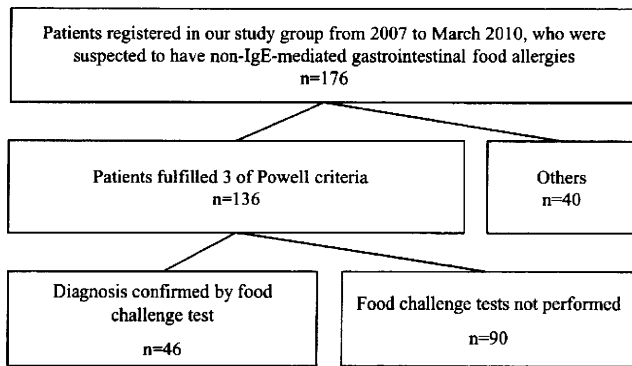 Patients registered in our study group from 2007 to March 2010, who were
suspected to have non-IgE-mediated gastrointestinal food allergies
n=176
Patients fulfilled 3 of Powell criteria
n=136
Others
n=40
Diagnosis confirmed by food
challenge test
n=46
Food challenge tests not performed
n=90